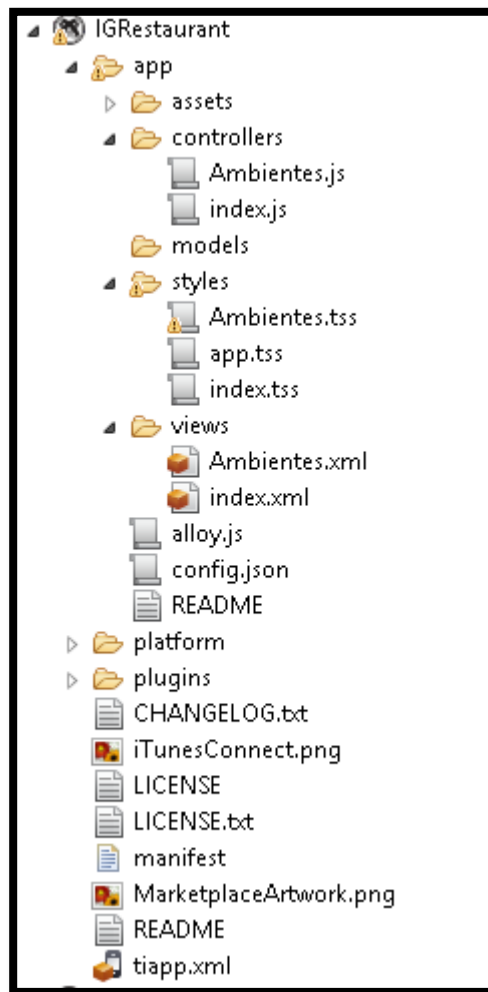 IGRestaurant
app
assets
controllers
Ambientes.js
index.js
models
styles
Ambientes.tss
app.tss
index.tss
views
Ambientes.xml
index.xml
alloy.js
config.json
README
platform
plugins
CHANGELOG.txt
iTunesConnect.png
LICENSE
LICENSE.txt
manifest
MarketplaceArtwork.png
README
tiapp.xml